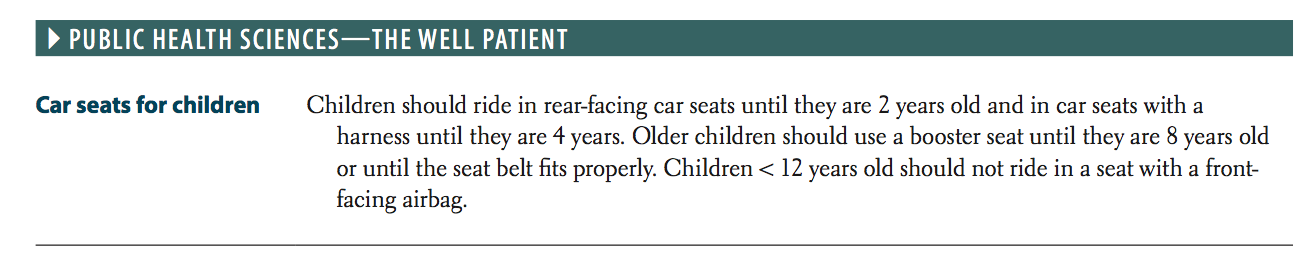 PUBLIC HEALTH SCIENCES—THE WELL PATIENT
Car seats for children
Children should ride in rear-facing car seats until they are 2 years old and in car seats with a
harness until they are 4 years. Older children should use a booster seat until they are 8 years old
or until the seat belt fits properly. Children < 12 years old should not ride in a seat with a front-
facing airbag.